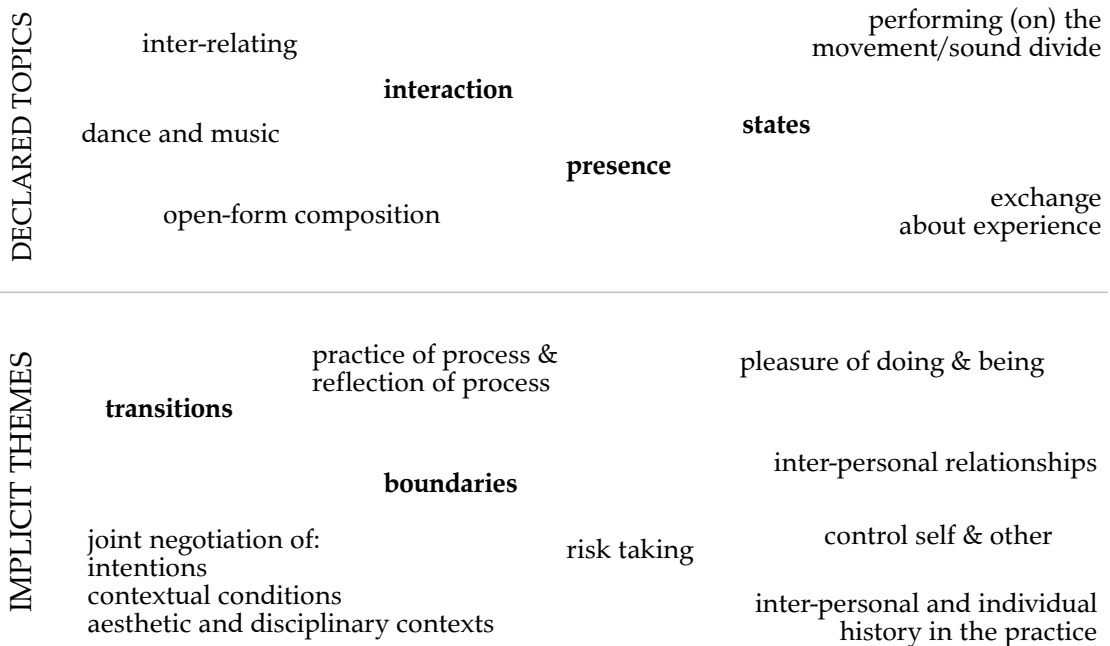 DECLARED TOPICS
inter-relating
performing (on) the
movement/sound divide
interaction
dance and music
states
presence
open-form composition
exchange
about experience
IMPLICIT THEMES
practice of process &
reflection of process
pleasure of doing & being
transitions
inter-personal relationships
boundaries
joint negotiation of:
intentions
contextual conditions
aesthetic and disciplinary contexts
risk taking
control self & other
inter-personal and individual
history in the practice